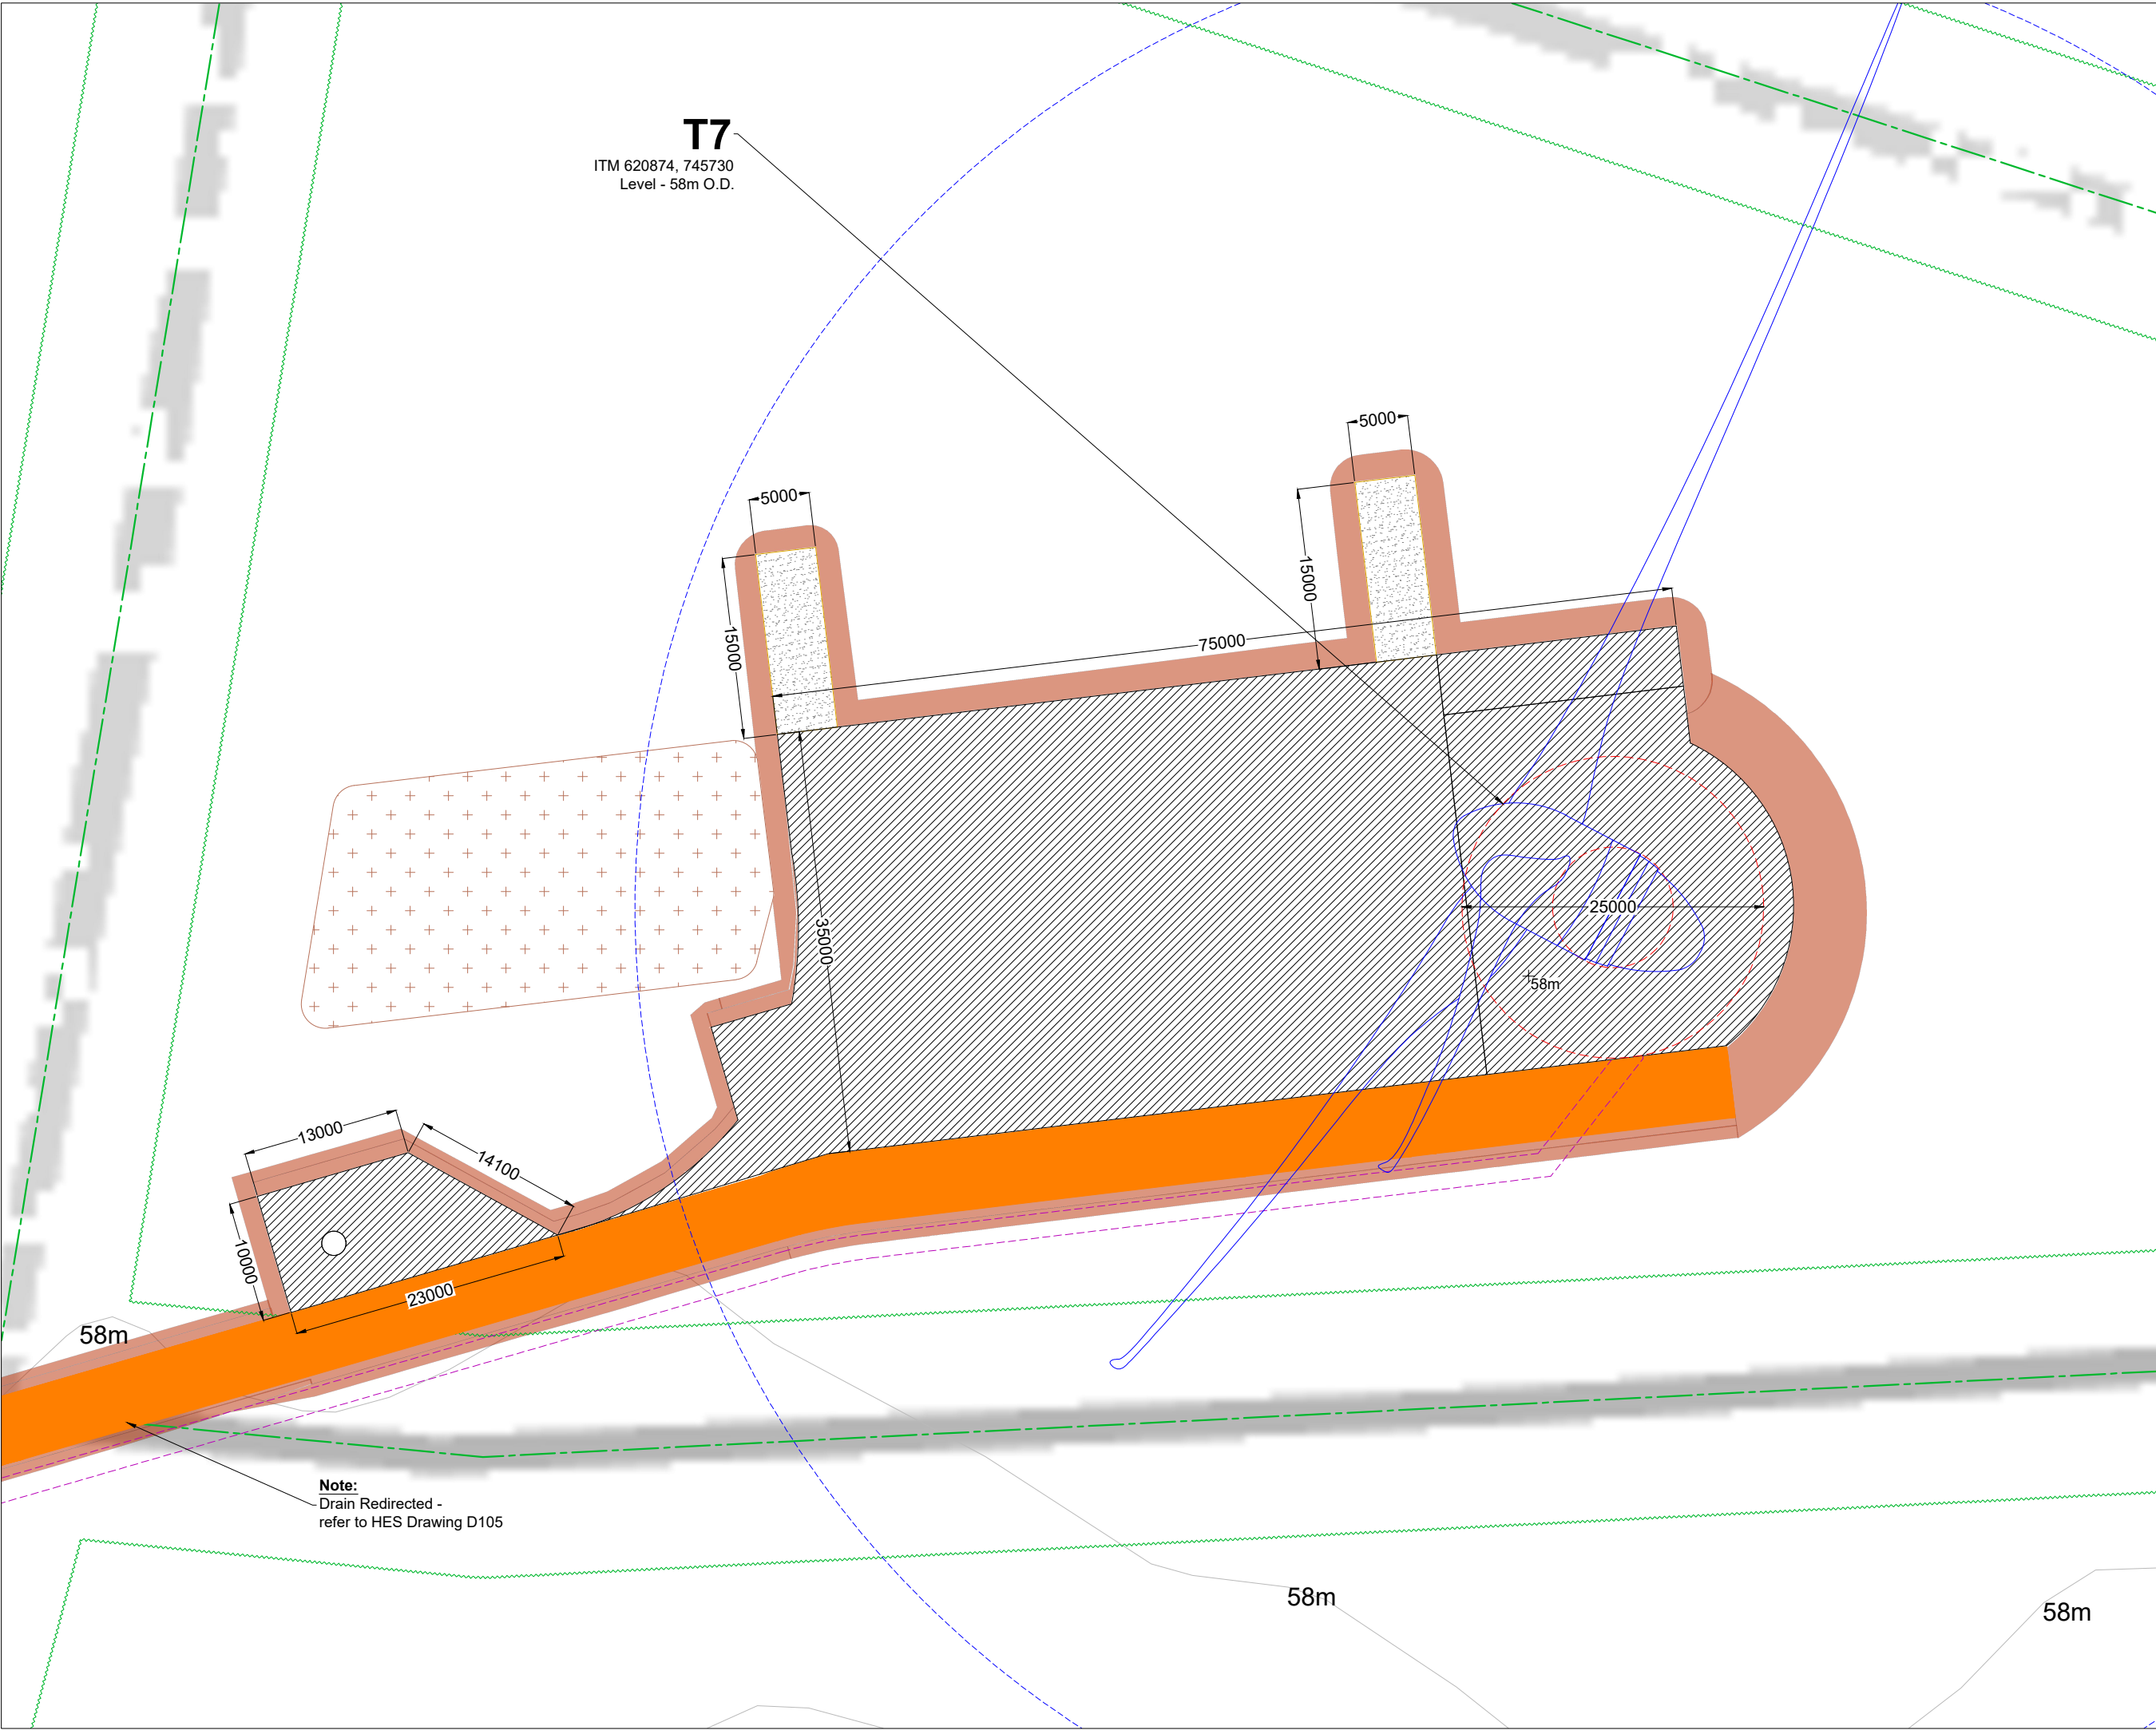 T7
ITM 620874, 745730
Level - 58m O.D.
5000
5000
15000
15000
75000
35000
25000
58m
13000
14100
10000
23000
58m
Note:
Drain Redirected -
refer to HES Drawing D105
58m
58m